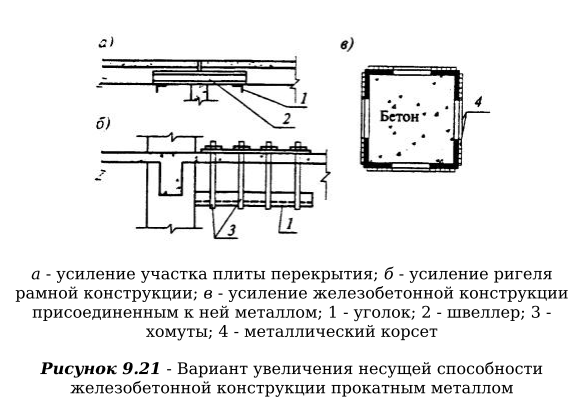 а)
в)
1
2
4
Бетон
б)
3
1
а - усиление участка плиты перекрытия; б - усиление ригеля
рамной конструкции; в - усиление железобетонной конструкции
присоединенным к ней металлом; 1 - уголок; 2 - швеллер; 3 -
хомуты; 4 - металлический корсет
Рисунок 9.21 - Вариант увеличения несущей способности
железобетонной конструкции прокатным металлом